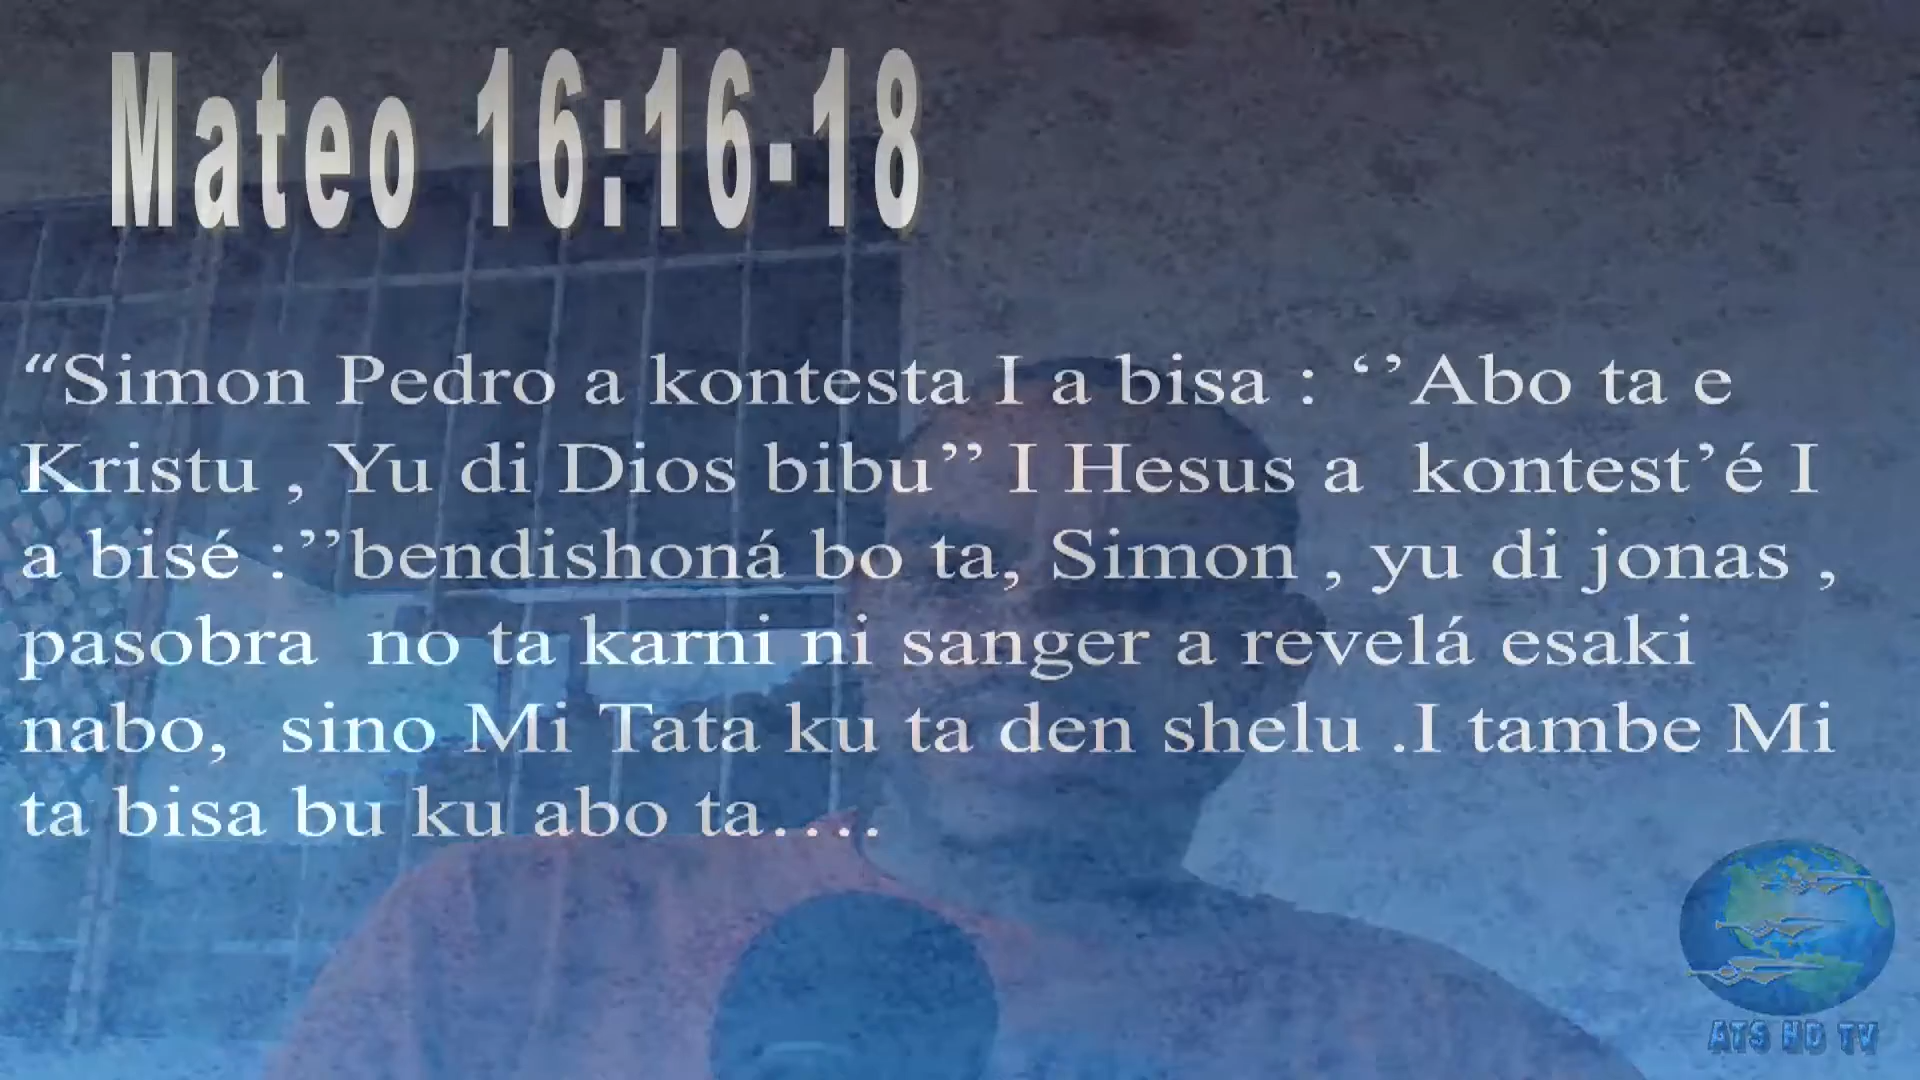 Mateo 16:16-18
“Simon Pedro a kontesta I a bisa : ‘’Abo ta e
Kristu , Yu di Dios bibu’’ I Hesus a kontest’é I
a bisé :’’bendishoná bo ta, Simon , yu di jonas ,
pasobra no ta karni ni sanger a revelá esaki
nabo, sino Mi Tata ku ta den shelu .I tambe Mi
ta bisa bu ku abo ta….
ATS HD TV